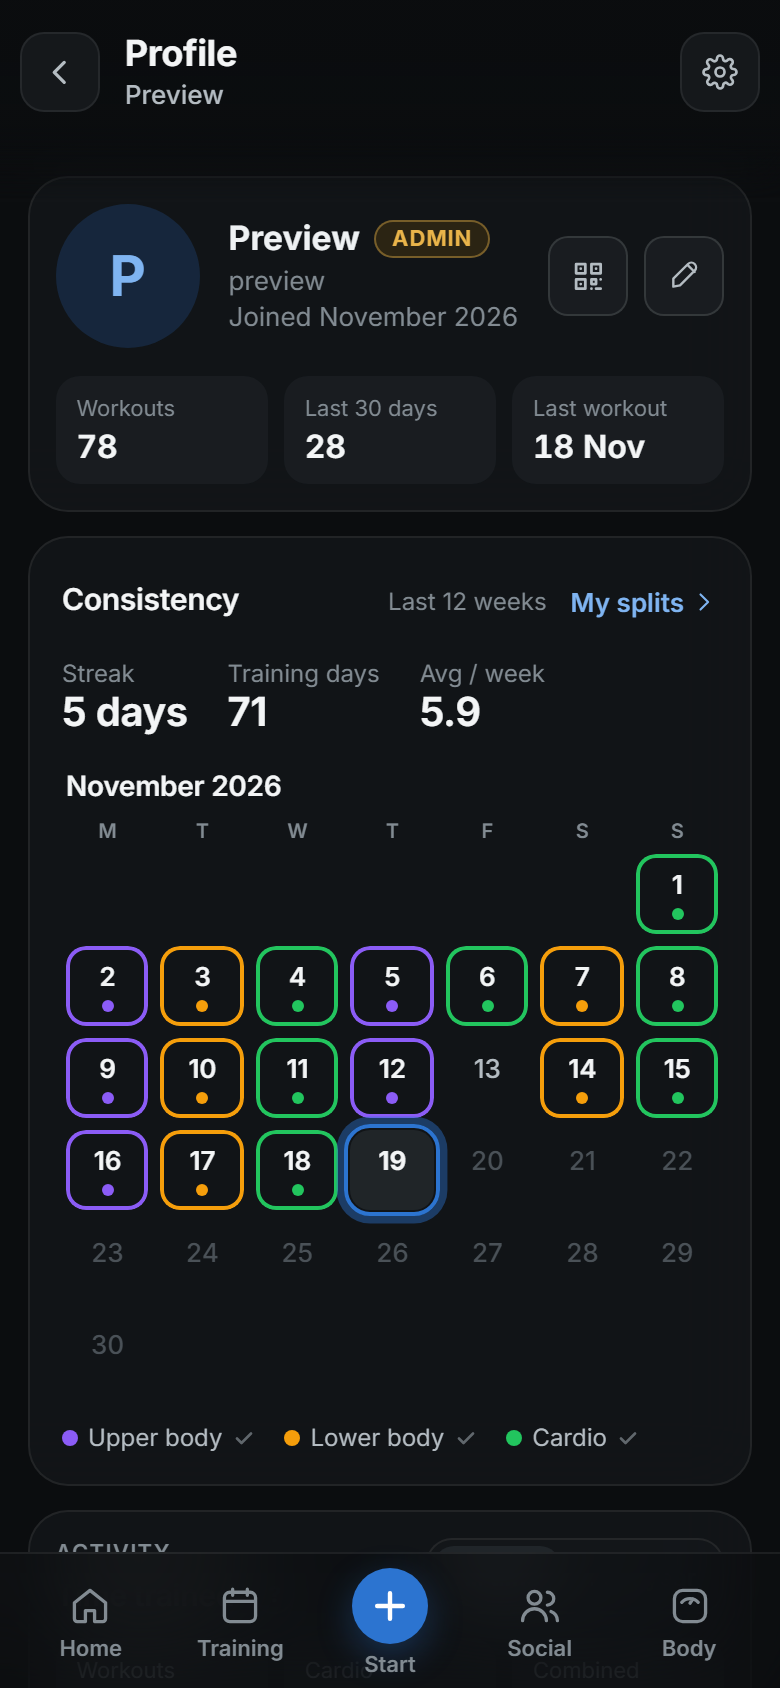 Profile
Preview
P
Preview ADMIN
preview
Joined November 2026
Workouts
78
Last 30 days
28
Last workout
18 Nov
Consistency
Last 12 weeks
My splits
Streak
5 days
Training days
71
Avg / week
5.9
November 2026
M T W T F S S
1
2 3 4 5 6 7 8
9 10 11 12 13 14 15
16 17 18 19 20 21 22
23 24 25 26 27 28 29
30
Upper body
Lower body
Cardio
ACTIVITY
Home
Training
Start
Social
Body
Workouts
Cardio
Combined